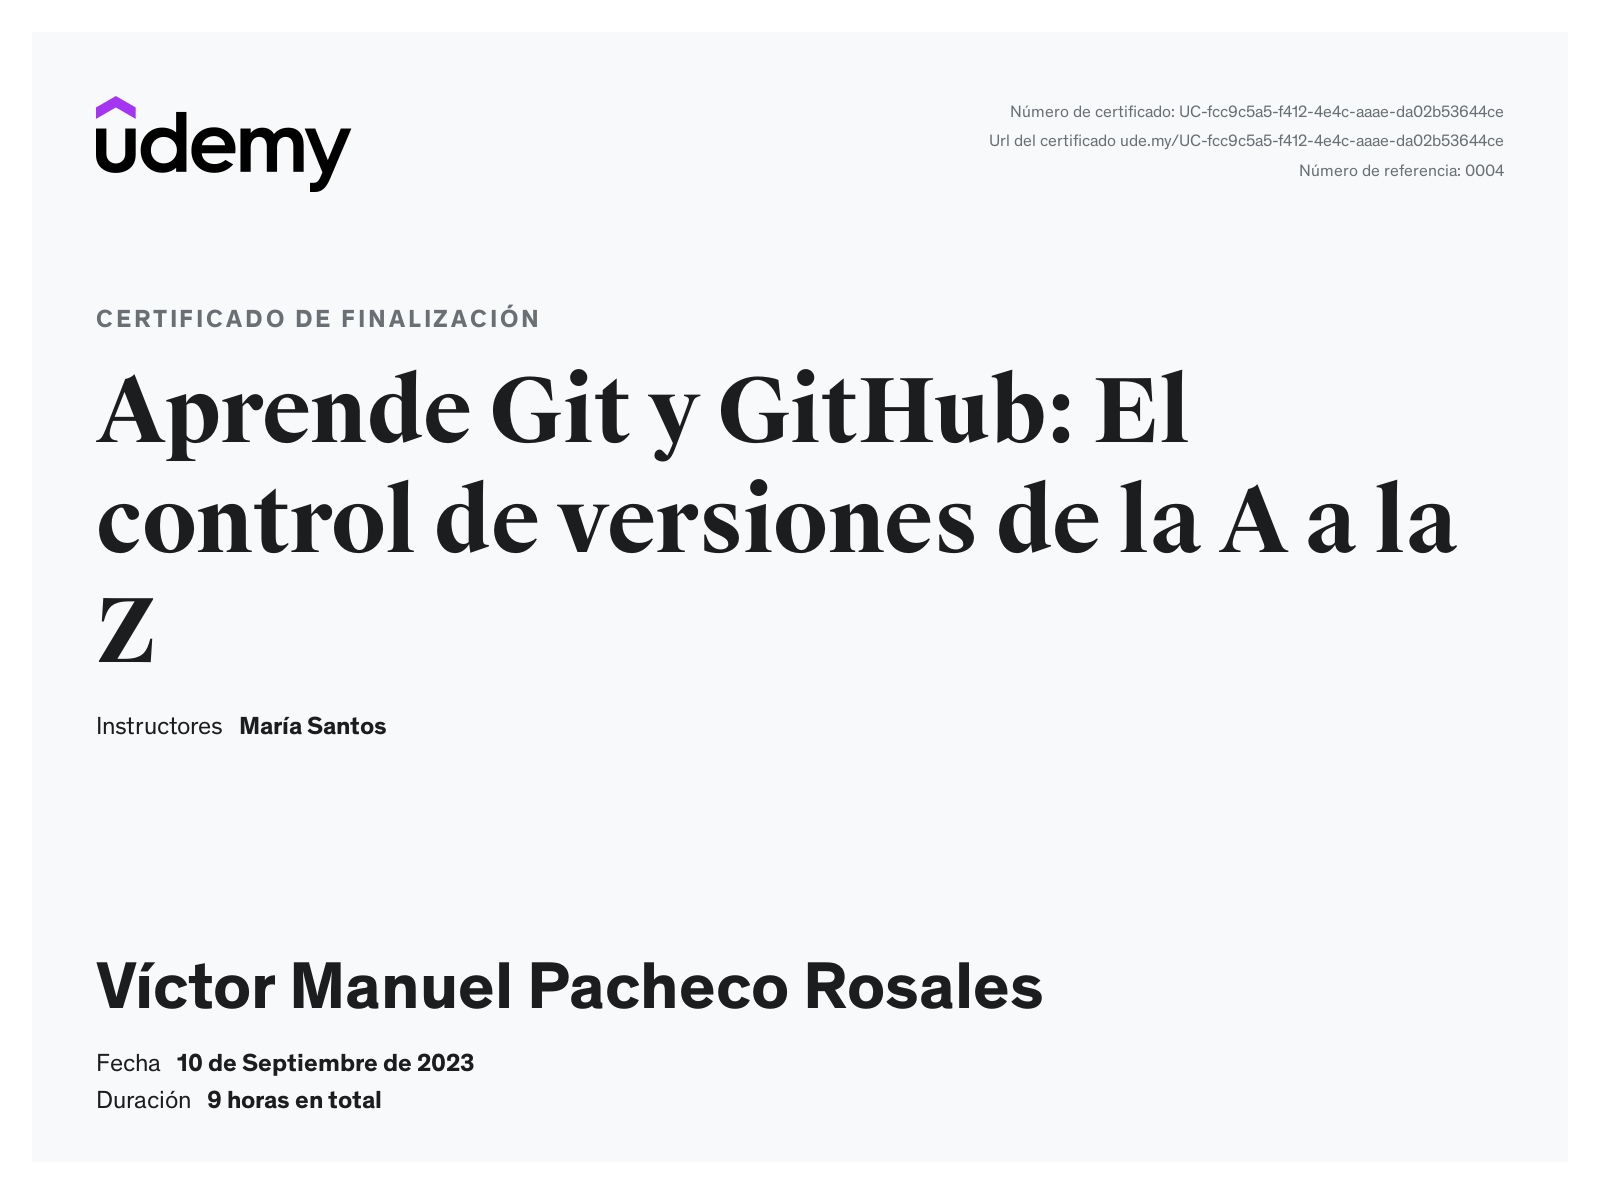 udemy
Número de certificado: UC-fcc9c5a5-f412-4e4c-aaae-da02b53644ce
Url del certificado ude.my/UC-fcc9c5a5-f412-4e4c-aaae-da02b53644ce
Número de referencia: 0004
CERTIFICADO DE FINALIZACIÓN
Aprende Git y GitHub: El
control de versiones de la A a la
Z
Instructores María Santos
Víctor Manuel Pacheco Rosales
Fecha 10 de Septiembre de 2023
Duración 9 horas en total